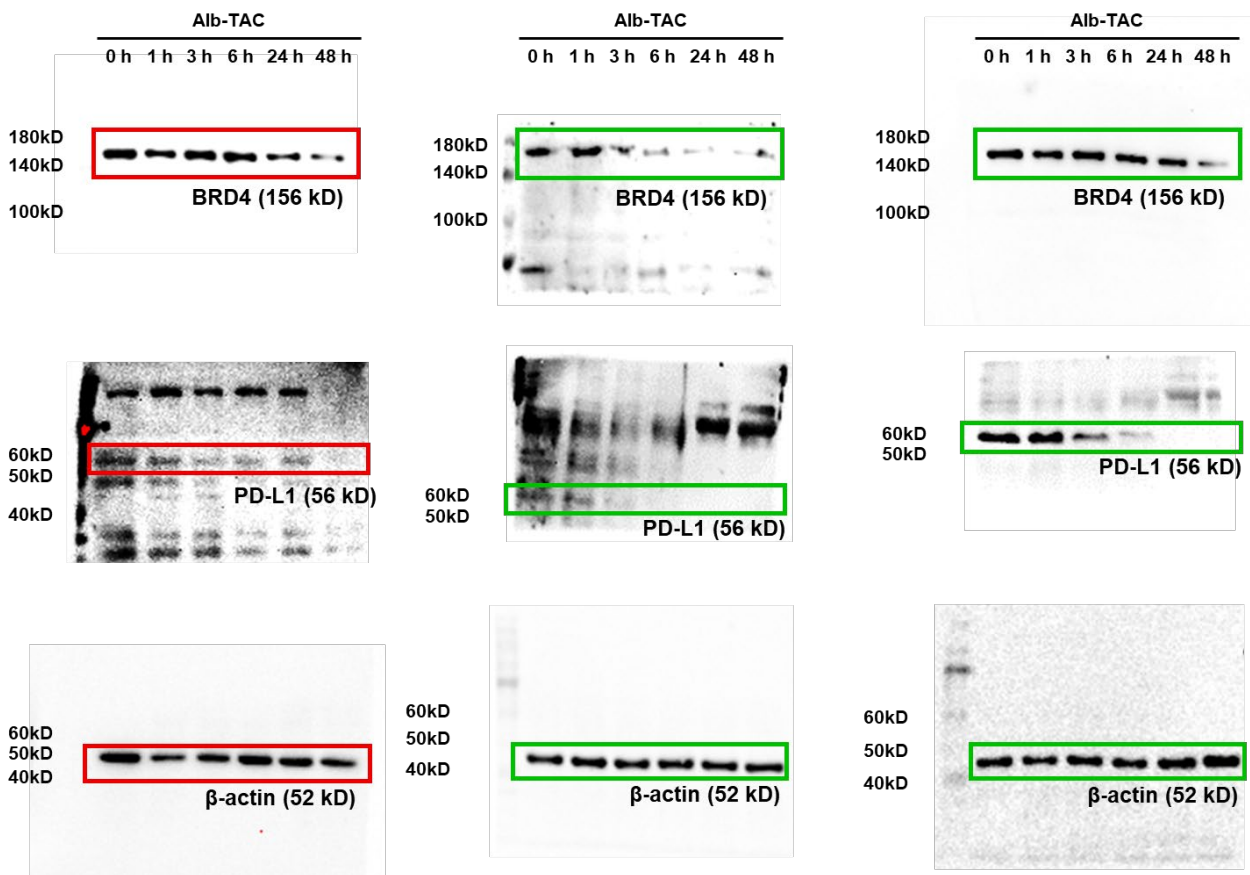 Alb-TAC
0 h 1 h 3 h 6 h 24 h 48 h
180kD
140kD
100kD
BRD4 (156 kD)
Alb-TAC
0 h 1 h 3 h 6 h 24 h 48 h
180kD
140kD
100kD
BRD4 (156 kD)
Alb-TAC
0 h 1 h 3 h 6 h 24 h 48 h
180kD
140kD
100kD
BRD4 (156 kD)
60kD
50kD
40kD
PD-L1 (56 kD)
60kD
50kD
PD-L1 (56 kD)
60kD
50kD
PD-L1 (56 kD)
60kD
50kD
40kD
β-actin (52 kD)
60kD
50kD
40kD
β-actin (52 kD)
60kD
50kD
40kD
β-actin (52 kD)